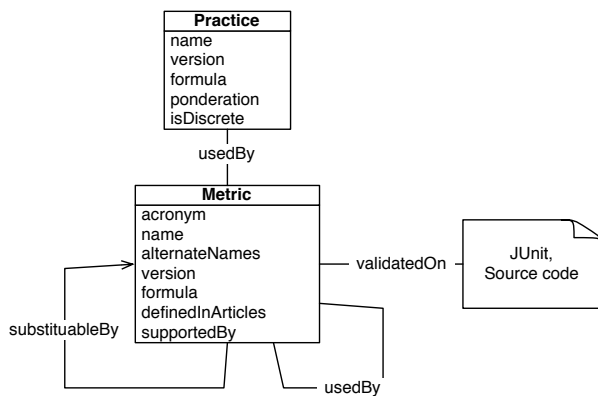 Practice
name
version
formula
ponderation
isDiscrete
usedBy
Metric
acronym
name
alternateNames
version
formula
definedInArticles
supportedBy
validatedOn
JUnit,
Source code
substituableBy
usedBy